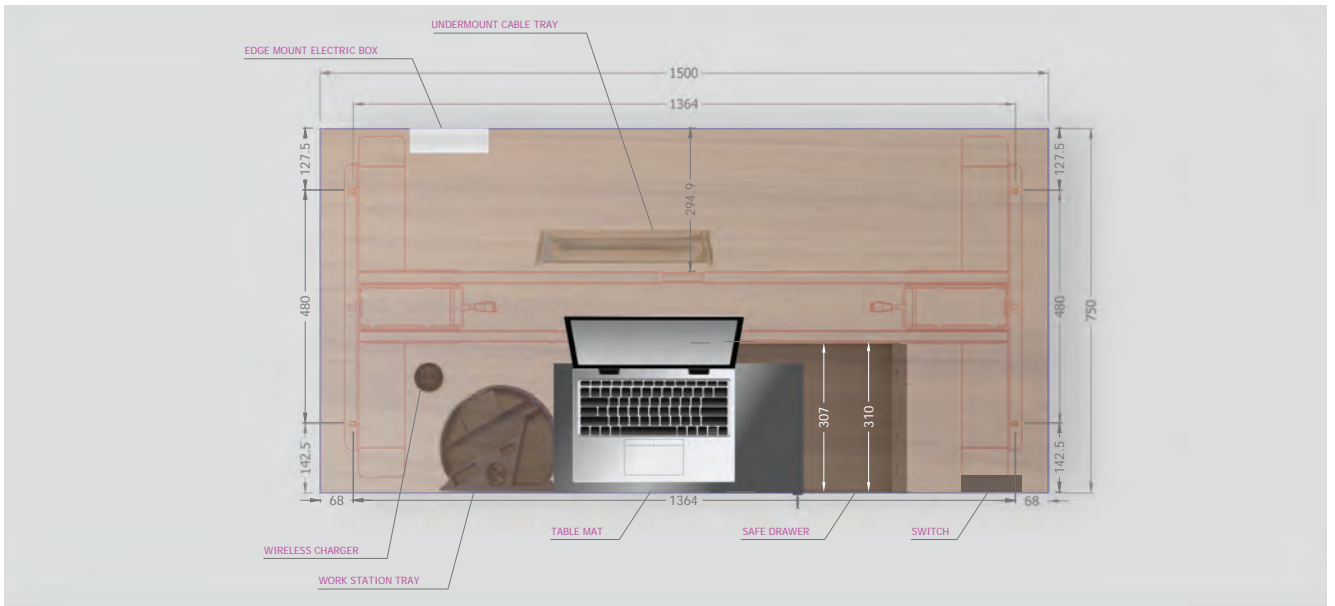 UNDERMOUNT CABLE TRAY
EDGE MOUNT ELECTRIC BOX
1500
1364
127.5
127.5
294.9
480
480
750
307
310
142.5
142.5
68
1364
68
TABLE MAT
SAFE DRAWER
SWITCH
WIRELESS CHARGER
WORK STATION TRAY